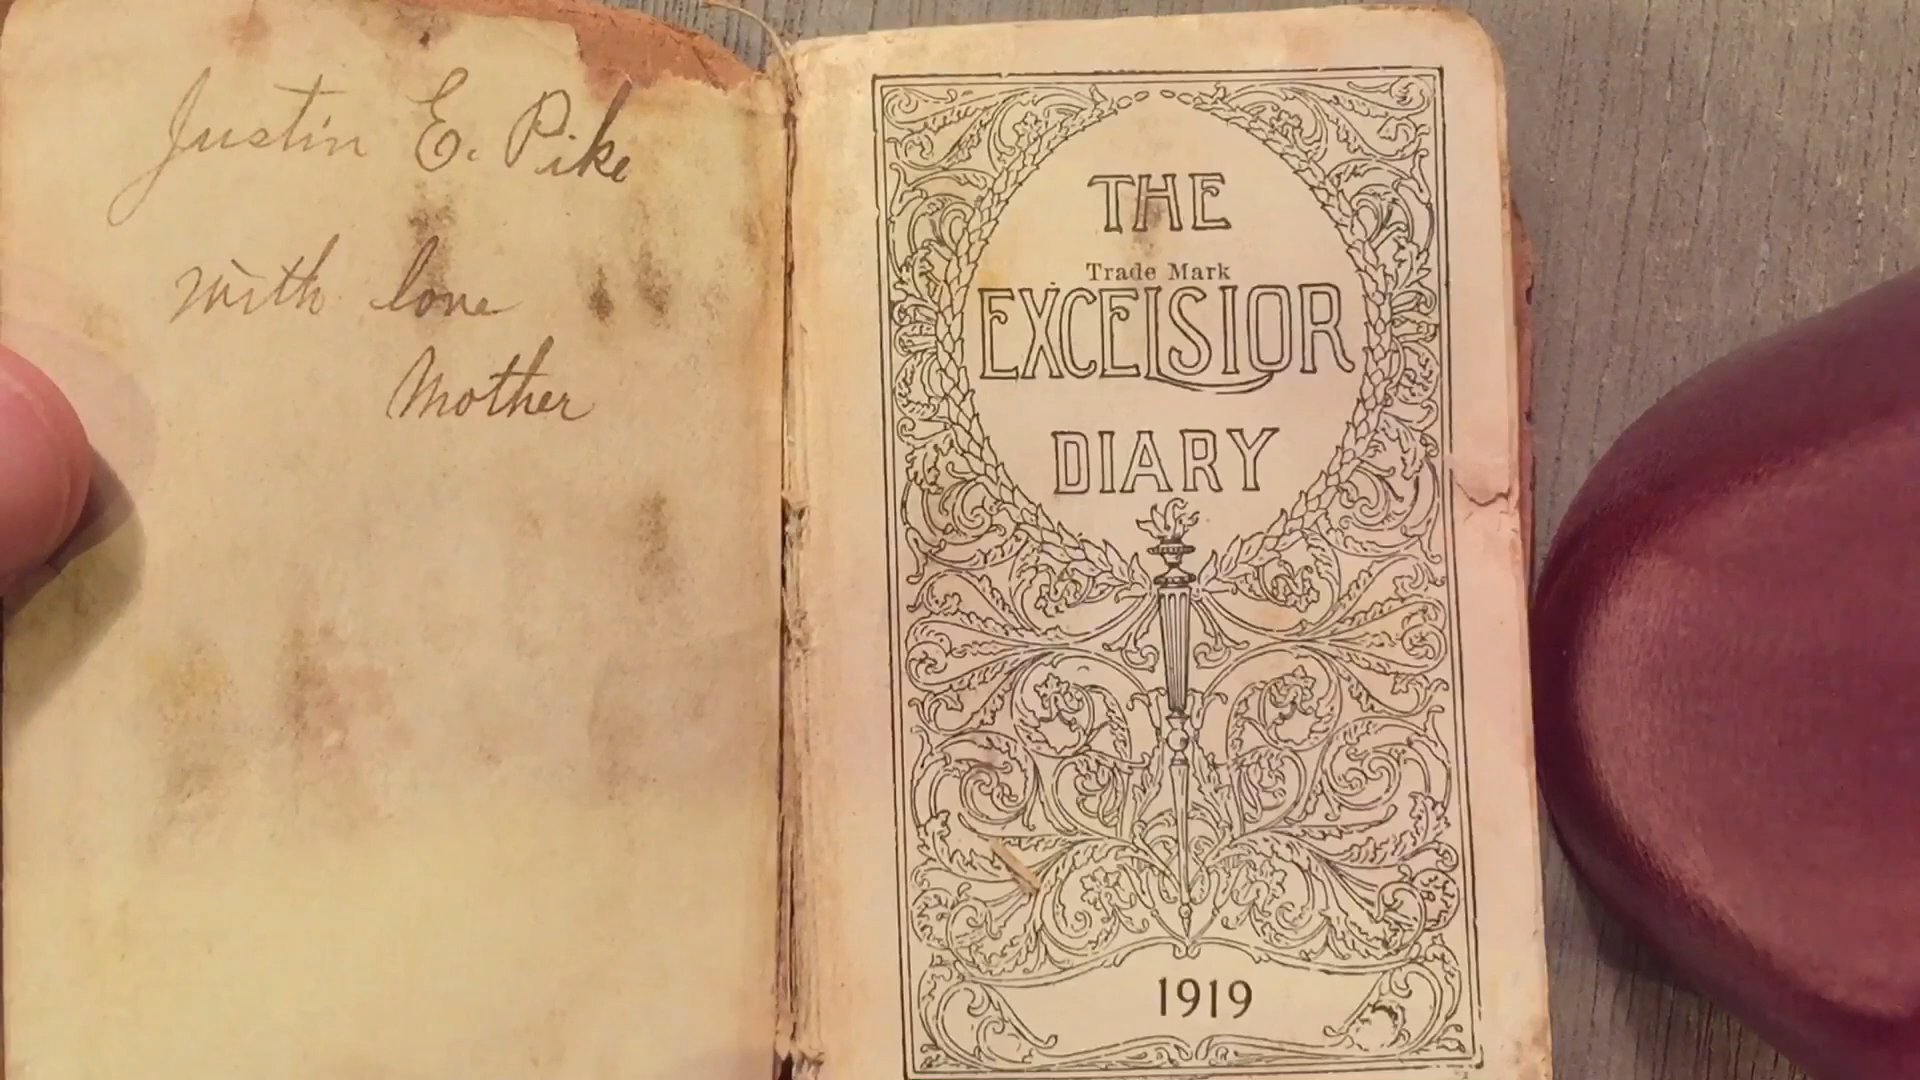 Justin E. Pike
with love
Mother
THE
Trade Mark
EXCELSIOR
DIARY
1919